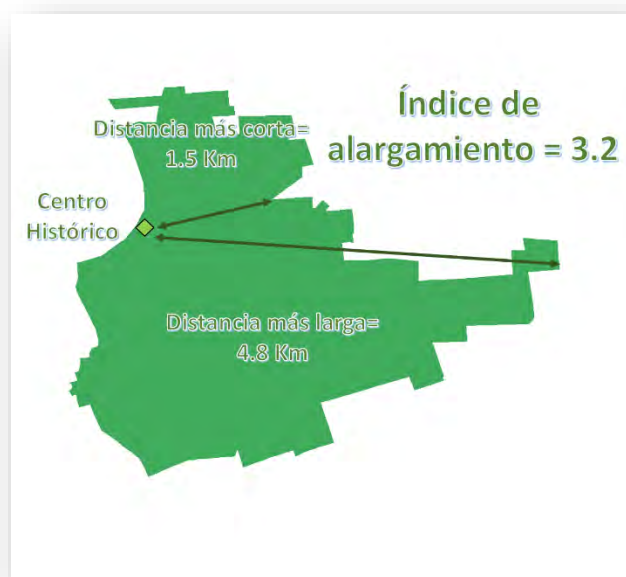 Índice de
alargamiento = 3.2
Distancia más corta=
1.5 Km
Centro
Histórico
Distancia más larga=
4.8 Km